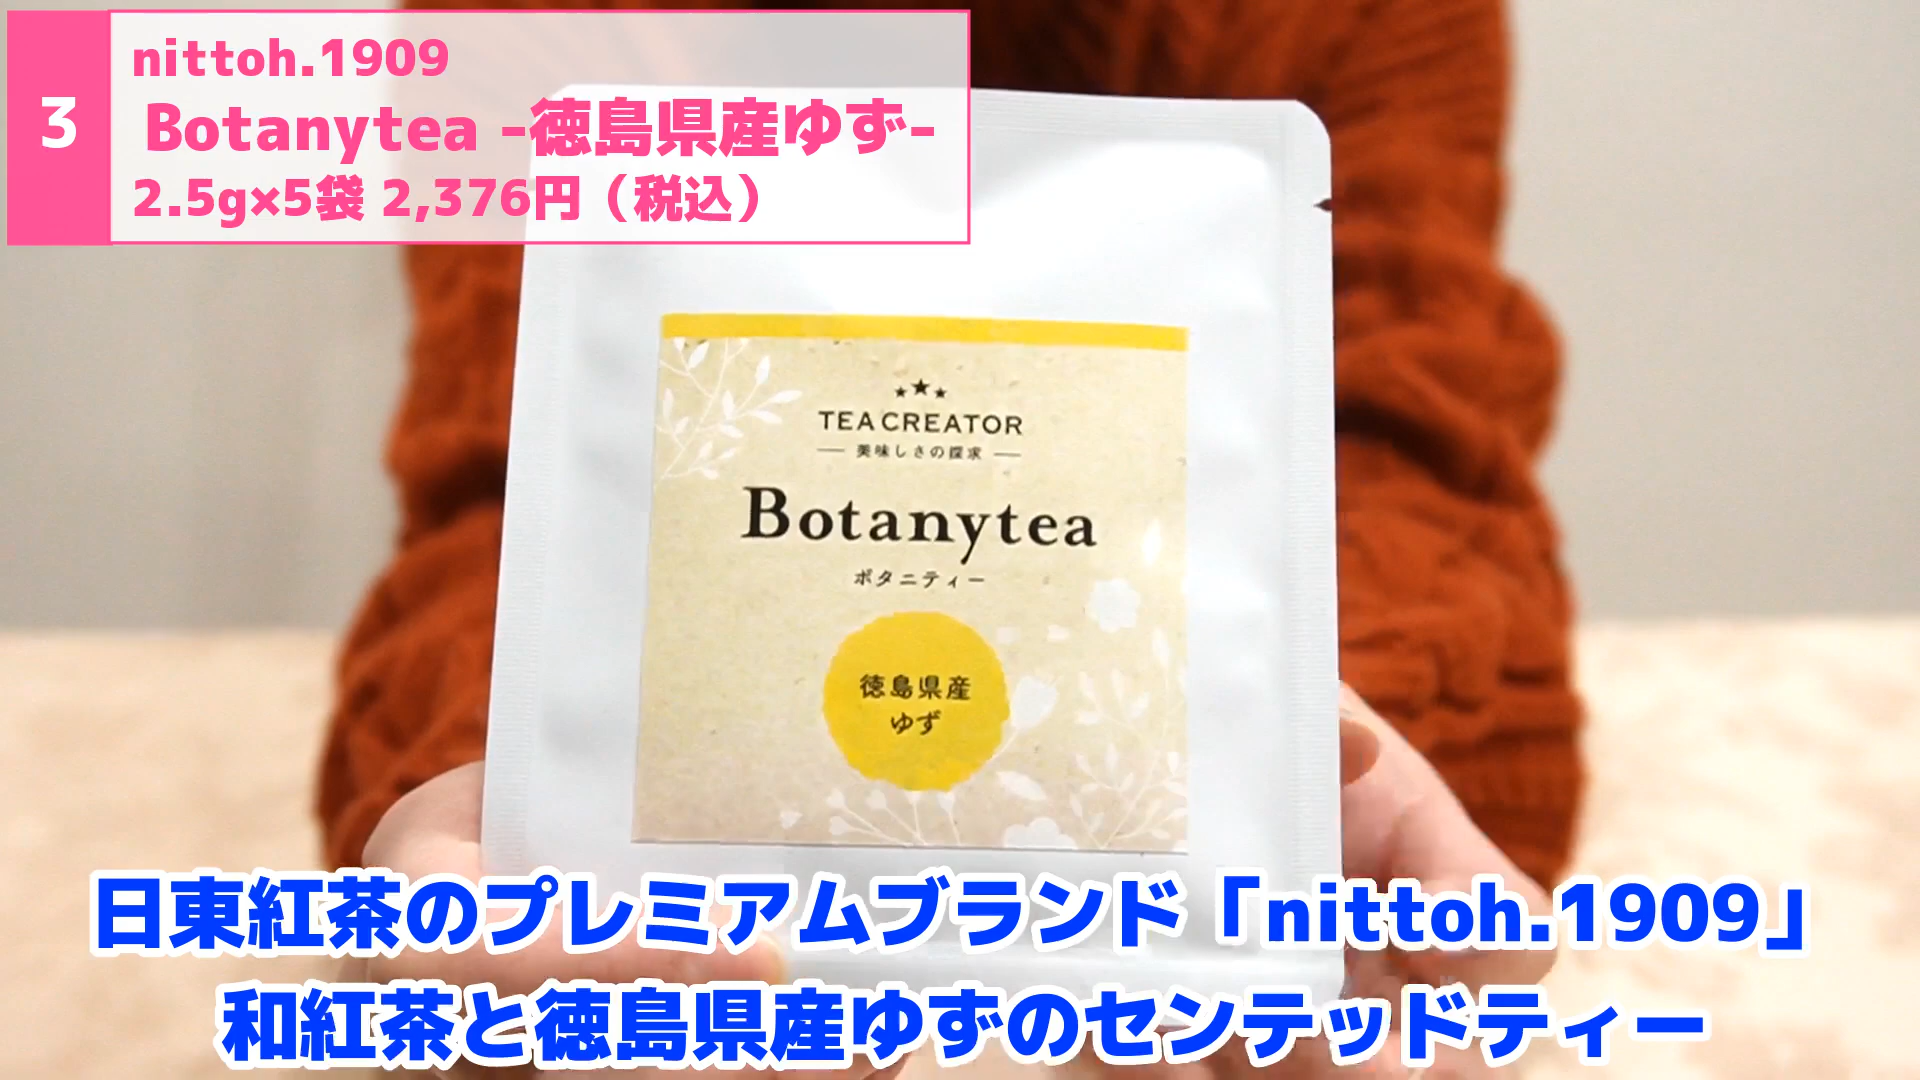 3
nittoh.1909
Botanytea -徳島県産ゆず-
2.5g×5袋 2,376円（税込）
TEA CREATOR
美味しさの探求
Botanytea
ボタニティー
徳島県産
ゆず
日東紅茶のプレミアムブランド「nittoh.1909」
和紅茶と徳島県産ゆずのセンテッドティー